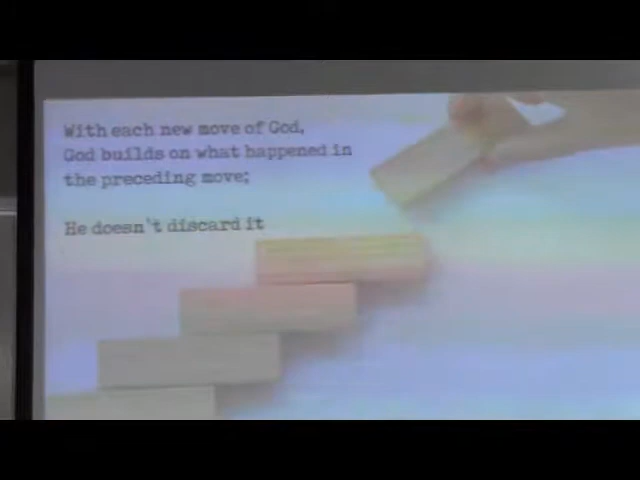 With each new move of God,
God builds on what happened in
the preceding move;
He doesn't discard it